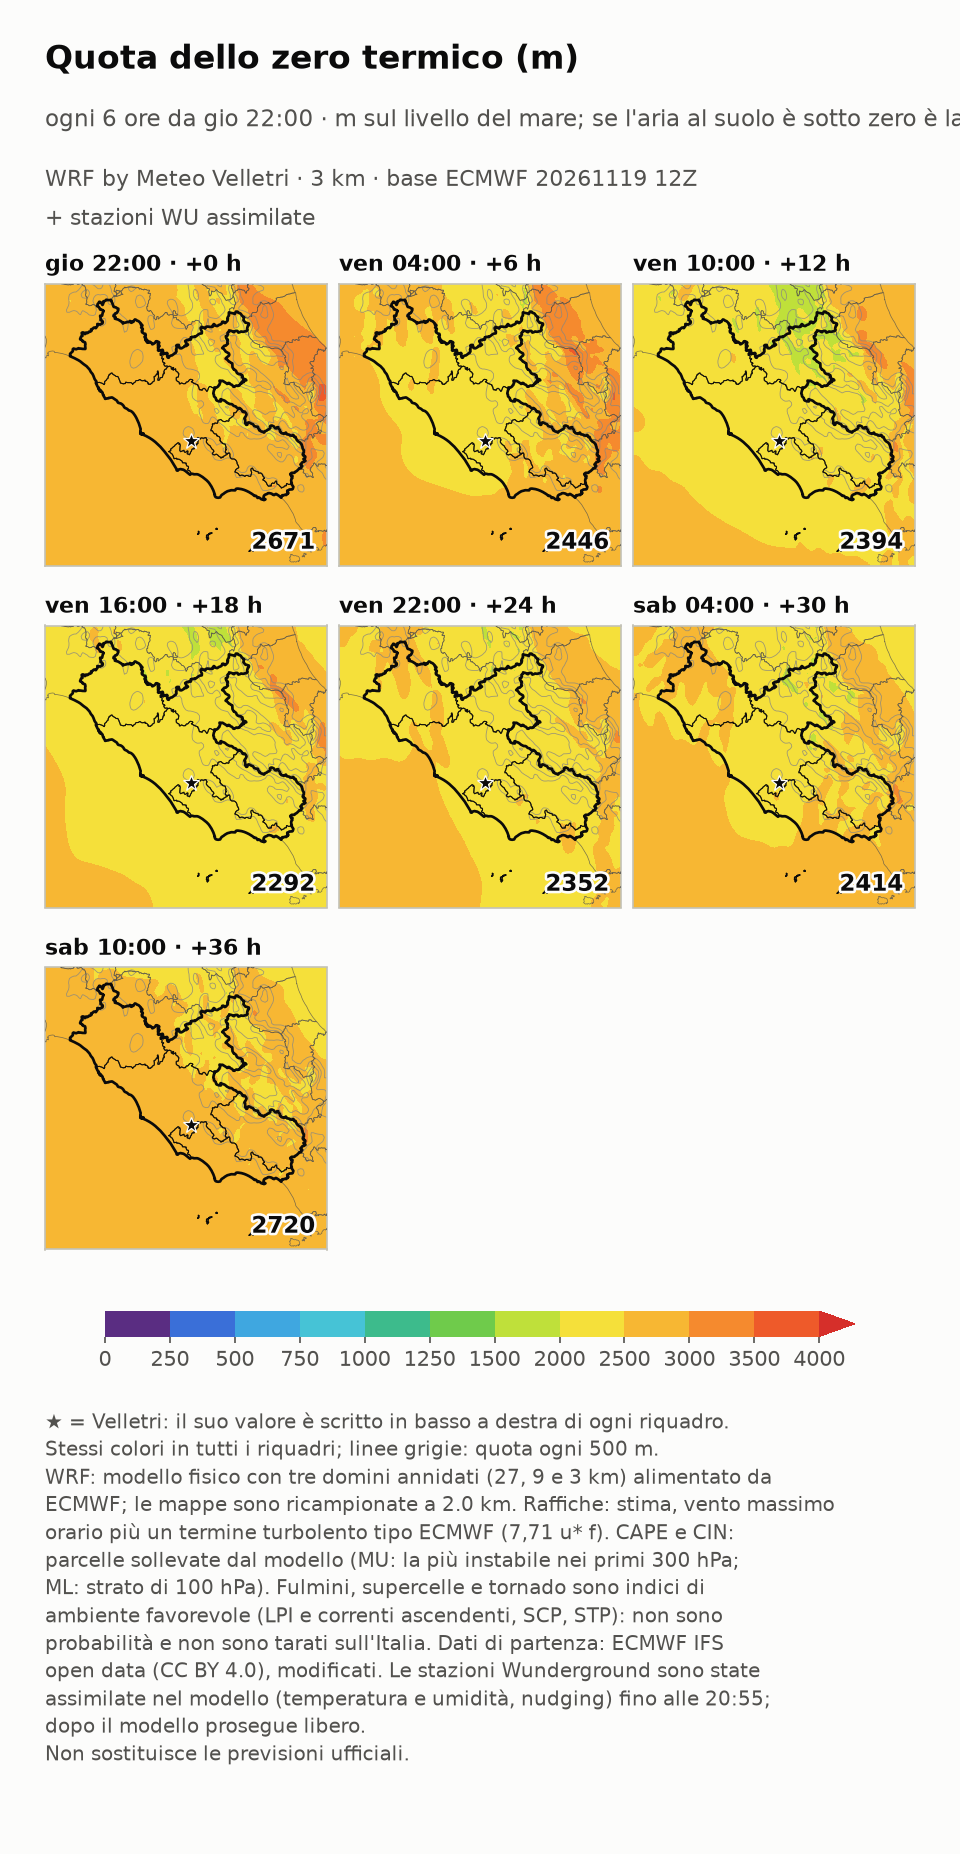 Quota dello zero termico (m)
ogni 6 ore da gio 22:00 · m sul livello del mare; se l'aria al suolo è sotto zero è la
WRF by Meteo Velletri · 3 km · base ECMWF 20261119 12Z
+ stazioni WU assimilate
gio 22:00 · +0 h
ven 04:00 · +6 h
ven 10:00 · +12 h
2671
2446
2394
ven 16:00 · +18 h
ven 22:00 · +24 h
sab 04:00 · +30 h
2292
2352
2414
sab 10:00 · +36 h
2720
0 250 500 750 1000 1250 1500 2000 2500 3000 3500 4000
★ = Velletri: il suo valore è scritto in basso a destra di ogni riquadro.
Stessi colori in tutti i riquadri; linee grigie: quota ogni 500 m.
WRF: modello fisico con tre domini annidati (27, 9 e 3 km) alimentato da
ECMWF; le mappe sono ricampionate a 2.0 km. Raffiche: stima, vento massimo
orario più un termine turbolento tipo ECMWF (7,71 u* f). CAPE e CIN:
parcelle sollevate dal modello (MU: la più instabile nei primi 300 hPa;
ML: strato di 100 hPa). Fulmini, supercelle e tornado sono indici di
ambiente favorevole (LPI e correnti ascendenti, SCP, STP): non sono
probabilità e non sono tarati sull'Italia. Dati di partenza: ECMWF IFS
open data (CC BY 4.0), modificati. Le stazioni Wunderground sono state
assimilate nel modello (temperatura e umidità, nudging) fino alle 20:55;
dopo il modello prosegue libero.
Non sostituisce le previsioni ufficiali.